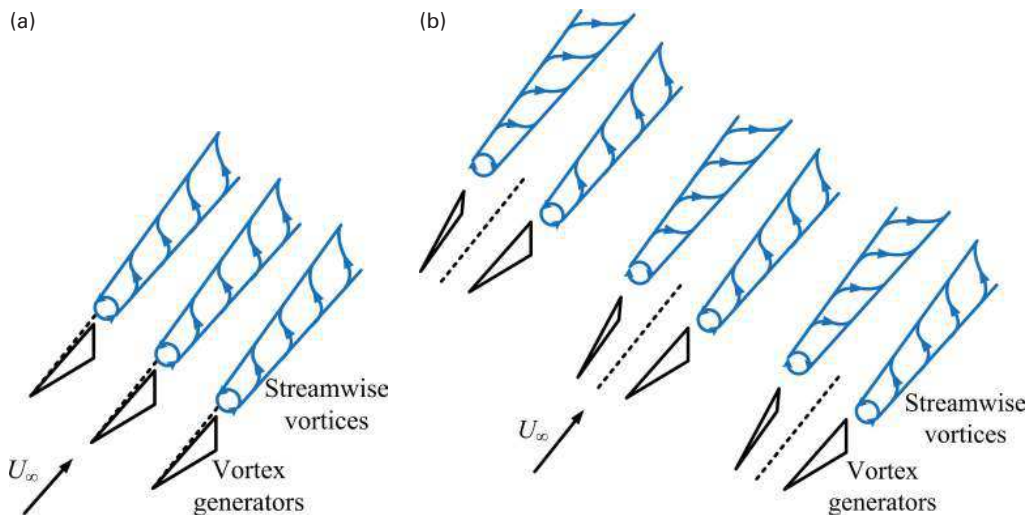 (a)
Streamwise
vortices
U∞
Vortex
generators
(b)
Streamwise
vortices
U∞
Vortex
generators